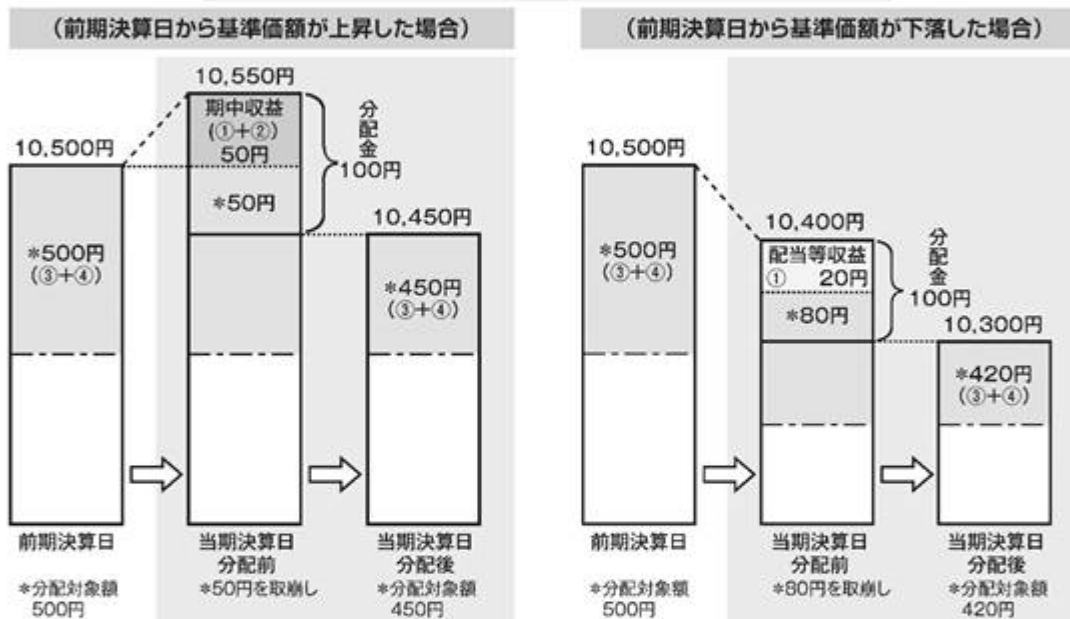 (前期決算日から基準価額が上昇した場合)
10,550円
期中収益
(①+②)
50円
*50円
分配金
100円
10,500円
*500円
(③+④)
10,450円
*450円
(③+④)
前期決算日
当期決算日
分配前
当期決算日
分配後
*分配対象額
500円
*50円を取崩し
*分配対象額
450円
(前期決算日から基準価額が下落した場合)
10,500円
*500円
(③+④)
10,400円
配当等収益
① 20円
*80円
分配金
100円
10,300円
*420円
(③+④)
前期決算日
当期決算日
分配前
当期決算日
分配後
*分配対象額
500円
*80円を取崩し
*分配対象額
420円